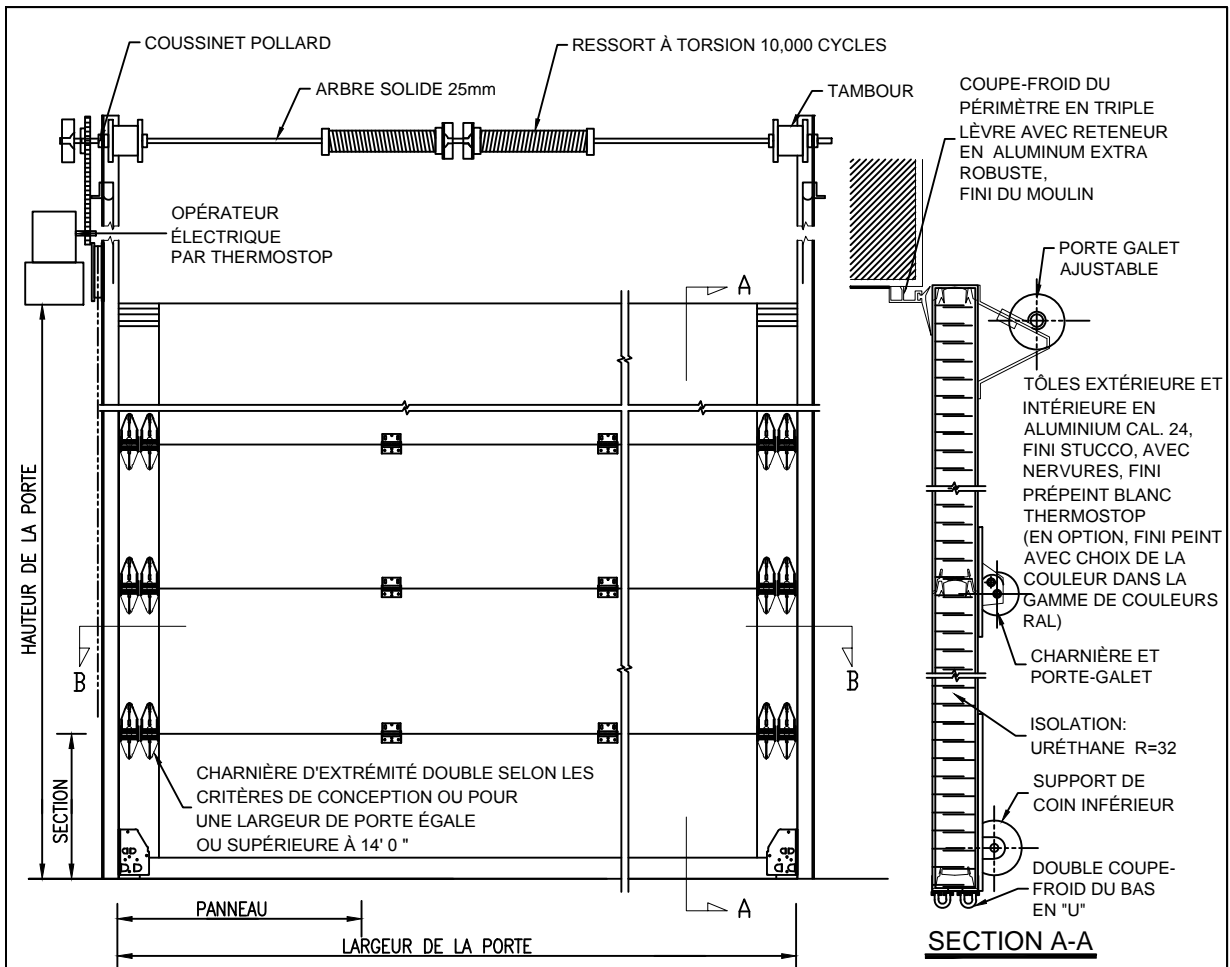 COUSSINET POLLARD
RESSORT À TORSION 10,000 CYCLES
ARBRE SOLIDE 25mm
TAMBOUR
COUPE-FROID DU
PÉRIMÈTRE EN TRIPLE
LÈVRE AVEC RETENEUR
EN ALUMINUM EXTRA
ROBUSTE,
FINI DU MOULIN
OPÉRATEUR
ÉLECTRIQUE
PAR THERMOSTOP
PORTE GALET
AJUSTABLE
A
TÔLES EXTÉRIEURE ET
INTÉRIEURE EN
ALUMINIUM CAL. 24,
FINI STUCCO, AVEC
NERVURES, FINI
PRÉPEINT BLANC
THERMOSTOP
(EN OPTION, FINI PEINT
AVEC CHOIX DE LA
COULEUR DANS LA
GAMME DE COULEURS
RAL)
HAUTEUR DE LA PORTE
B
B
CHARNIÈRE ET
PORTE-GALET
ISOLATION:
URÉTHANE R=32
SECTION
CHARNIÈRE D'EXTRÉMITÉ DOUBLE SELON LES
CRITÈRES DE CONCEPTION OU POUR
UNE LARGEUR DE PORTE ÉGALE
OU SUPÉRIEURE À 14' 0 "
SUPPORT DE
COIN INFÉRIEUR
DOUBLE COUPE-
FROID DU BAS
EN "U"
A
PANNEAU
LARGEUR DE LA PORTE
SECTION A-A